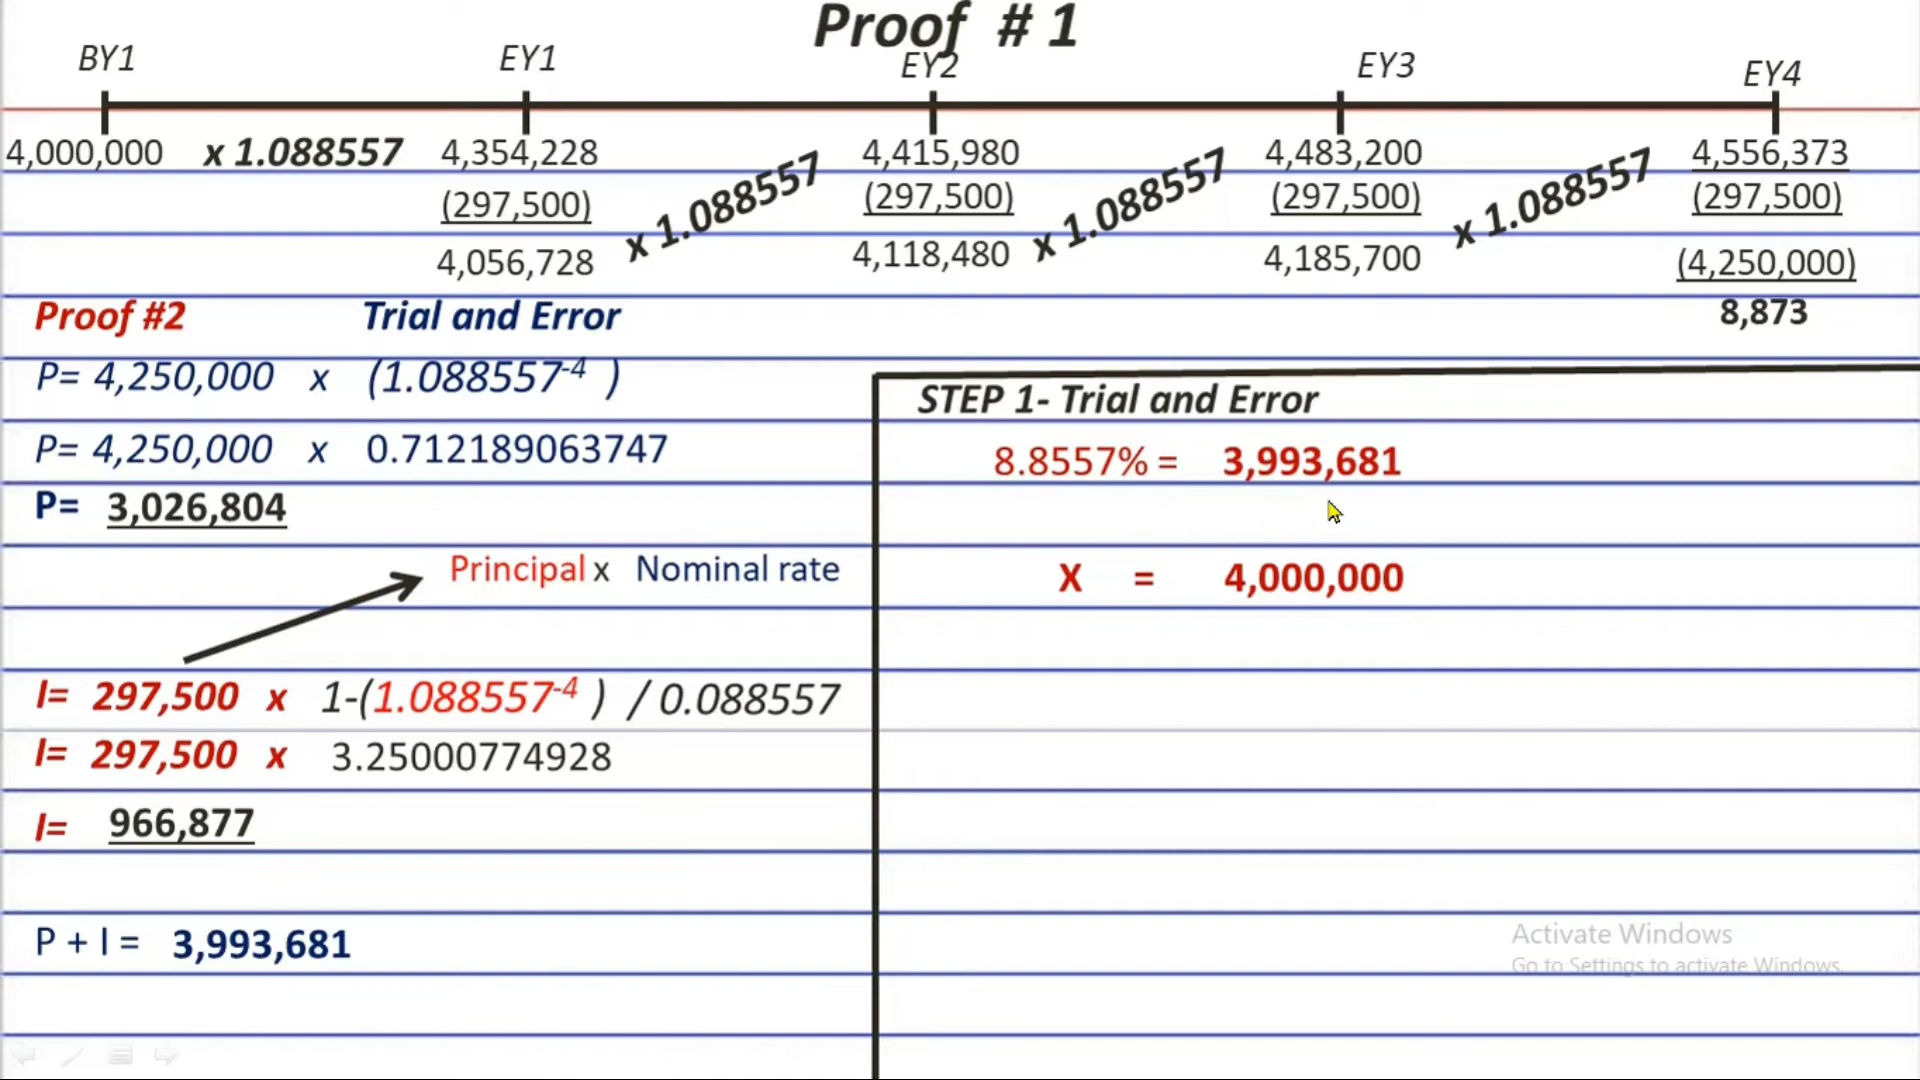 Proof # 1
BY1 EY1 EY2 EY3 EY4
4,000,000 x 1.088557 4,354,228 4,415,980 4,483,200 4,556,373
(297,500) x 1.088557 (297,500) x 1.088557 (297,500) x 1.088557 (297,500)
4,056,728 4,118,480 4,185,700 (4,250,000)
8,873
Proof #2 Trial and Error
P= 4,250,000 x (1.088557-4 )
P= 4,250,000 x 0.712189063747
P= 3,026,804
Principal x Nominal rate
I= 297,500 x 1-(1.088557-4 ) / 0.088557
I= 297,500 x 3.25000774928
I= 966,877
P + I = 3,993,681
STEP 1- Trial and Error
8.8557% = 3,993,681
X = 4,000,000
Activate Windows
Go to Settings to activate Windows.